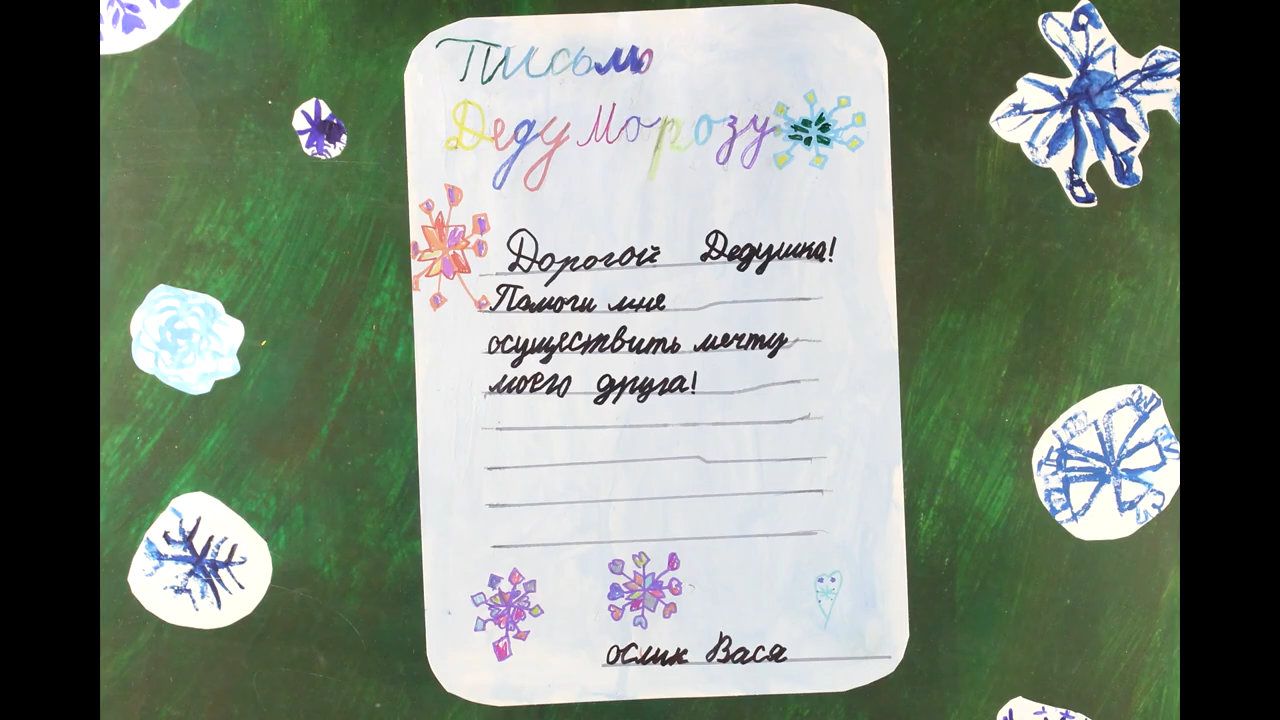 Письмо
Деду Морозу
Дорогой Дедушка!
Помоги мне
осуществить мечту
моего друга!
ослик Вася